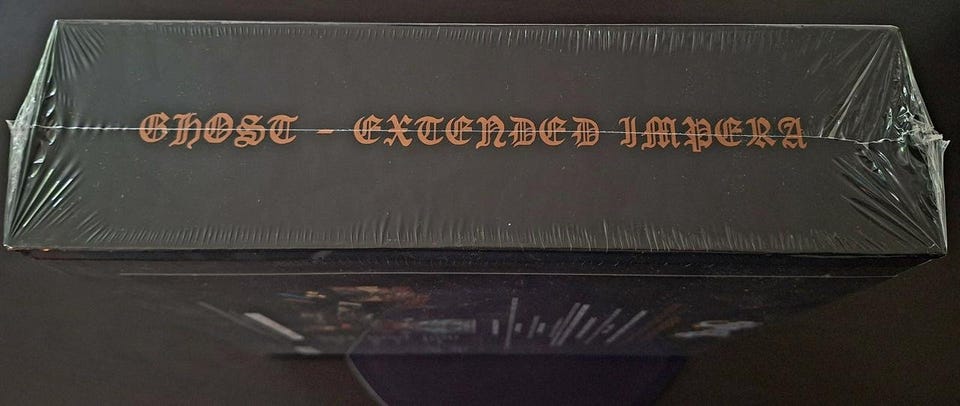 GHOST - EXTENDED IMPERA